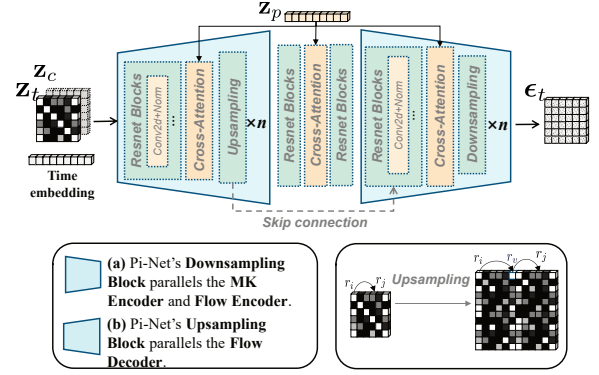 z_p
z_c
z_t
Time
embedding
Resnet Blocks
Conv2d+Norm
...
Cross-Attention
Upsampling
×n
Resnet Blocks
Cross-Attention
Resnet Blocks
Resnet Blocks
Conv2d+Norm
...
Cross-Attention
Downsampling
×n
ϵ_t
Skip connection
(a) Pi-Net's Downsampling
Block parallels the MK
Encoder and Flow Encoder.
(b) Pi-Net's Upsampling
Block parallels the Flow
Decoder.
r_i r_j
Upsampling
r_i r_v r_j